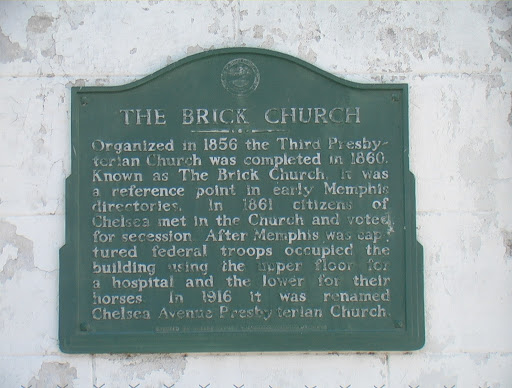 THE BRICK CHURCH
Organized in 1856 the Third Presby-
terian Church was completed in 1860.
Known as The Brick Church, it was
a reference point in early Memphis
directories. In 1861 citizens of
Chelsea met in the Church and voted
for secession. After Memphis was cap-
tured federal troops occupied the
building using the upper floor for
a hospital and the lower for their
horses. In 1916 it was renamed
Chelsea Avenue Presbyterian Church.